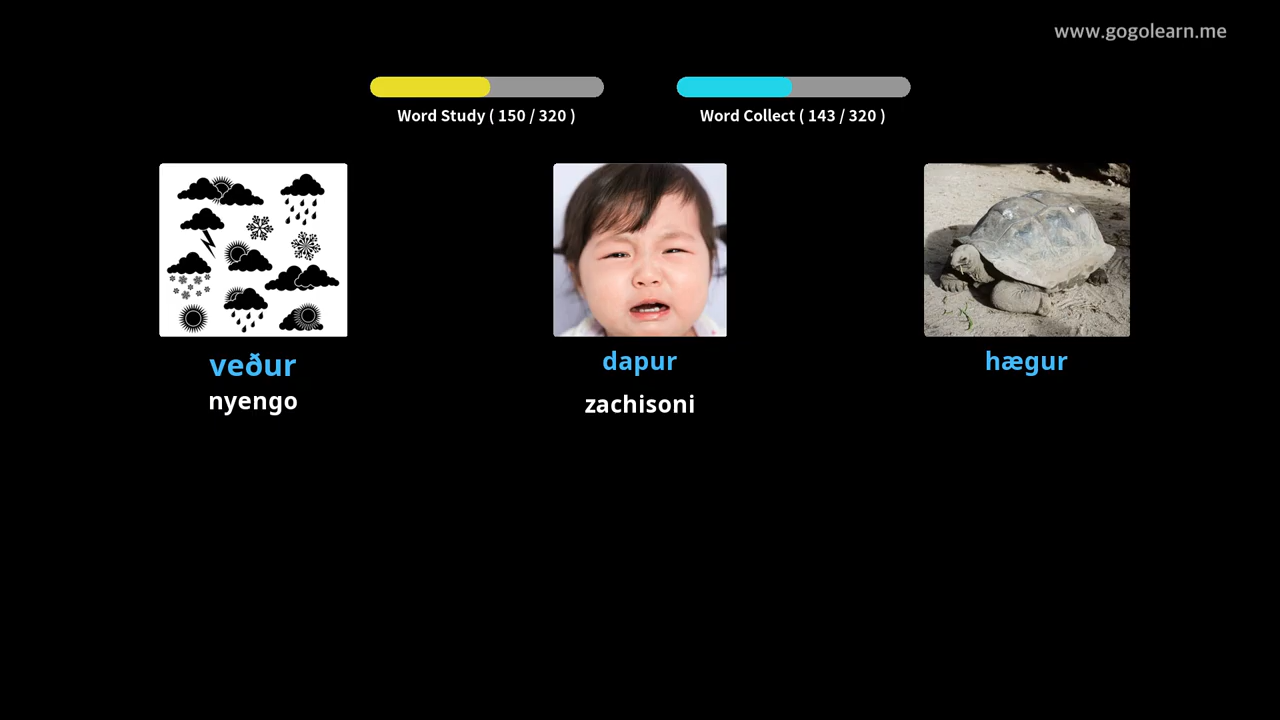 www.gogolearn.me
Word Study ( 150 / 320 )
Word Collect ( 143 / 320 )
veður
nyengo
dapur
zachisoni
hægur